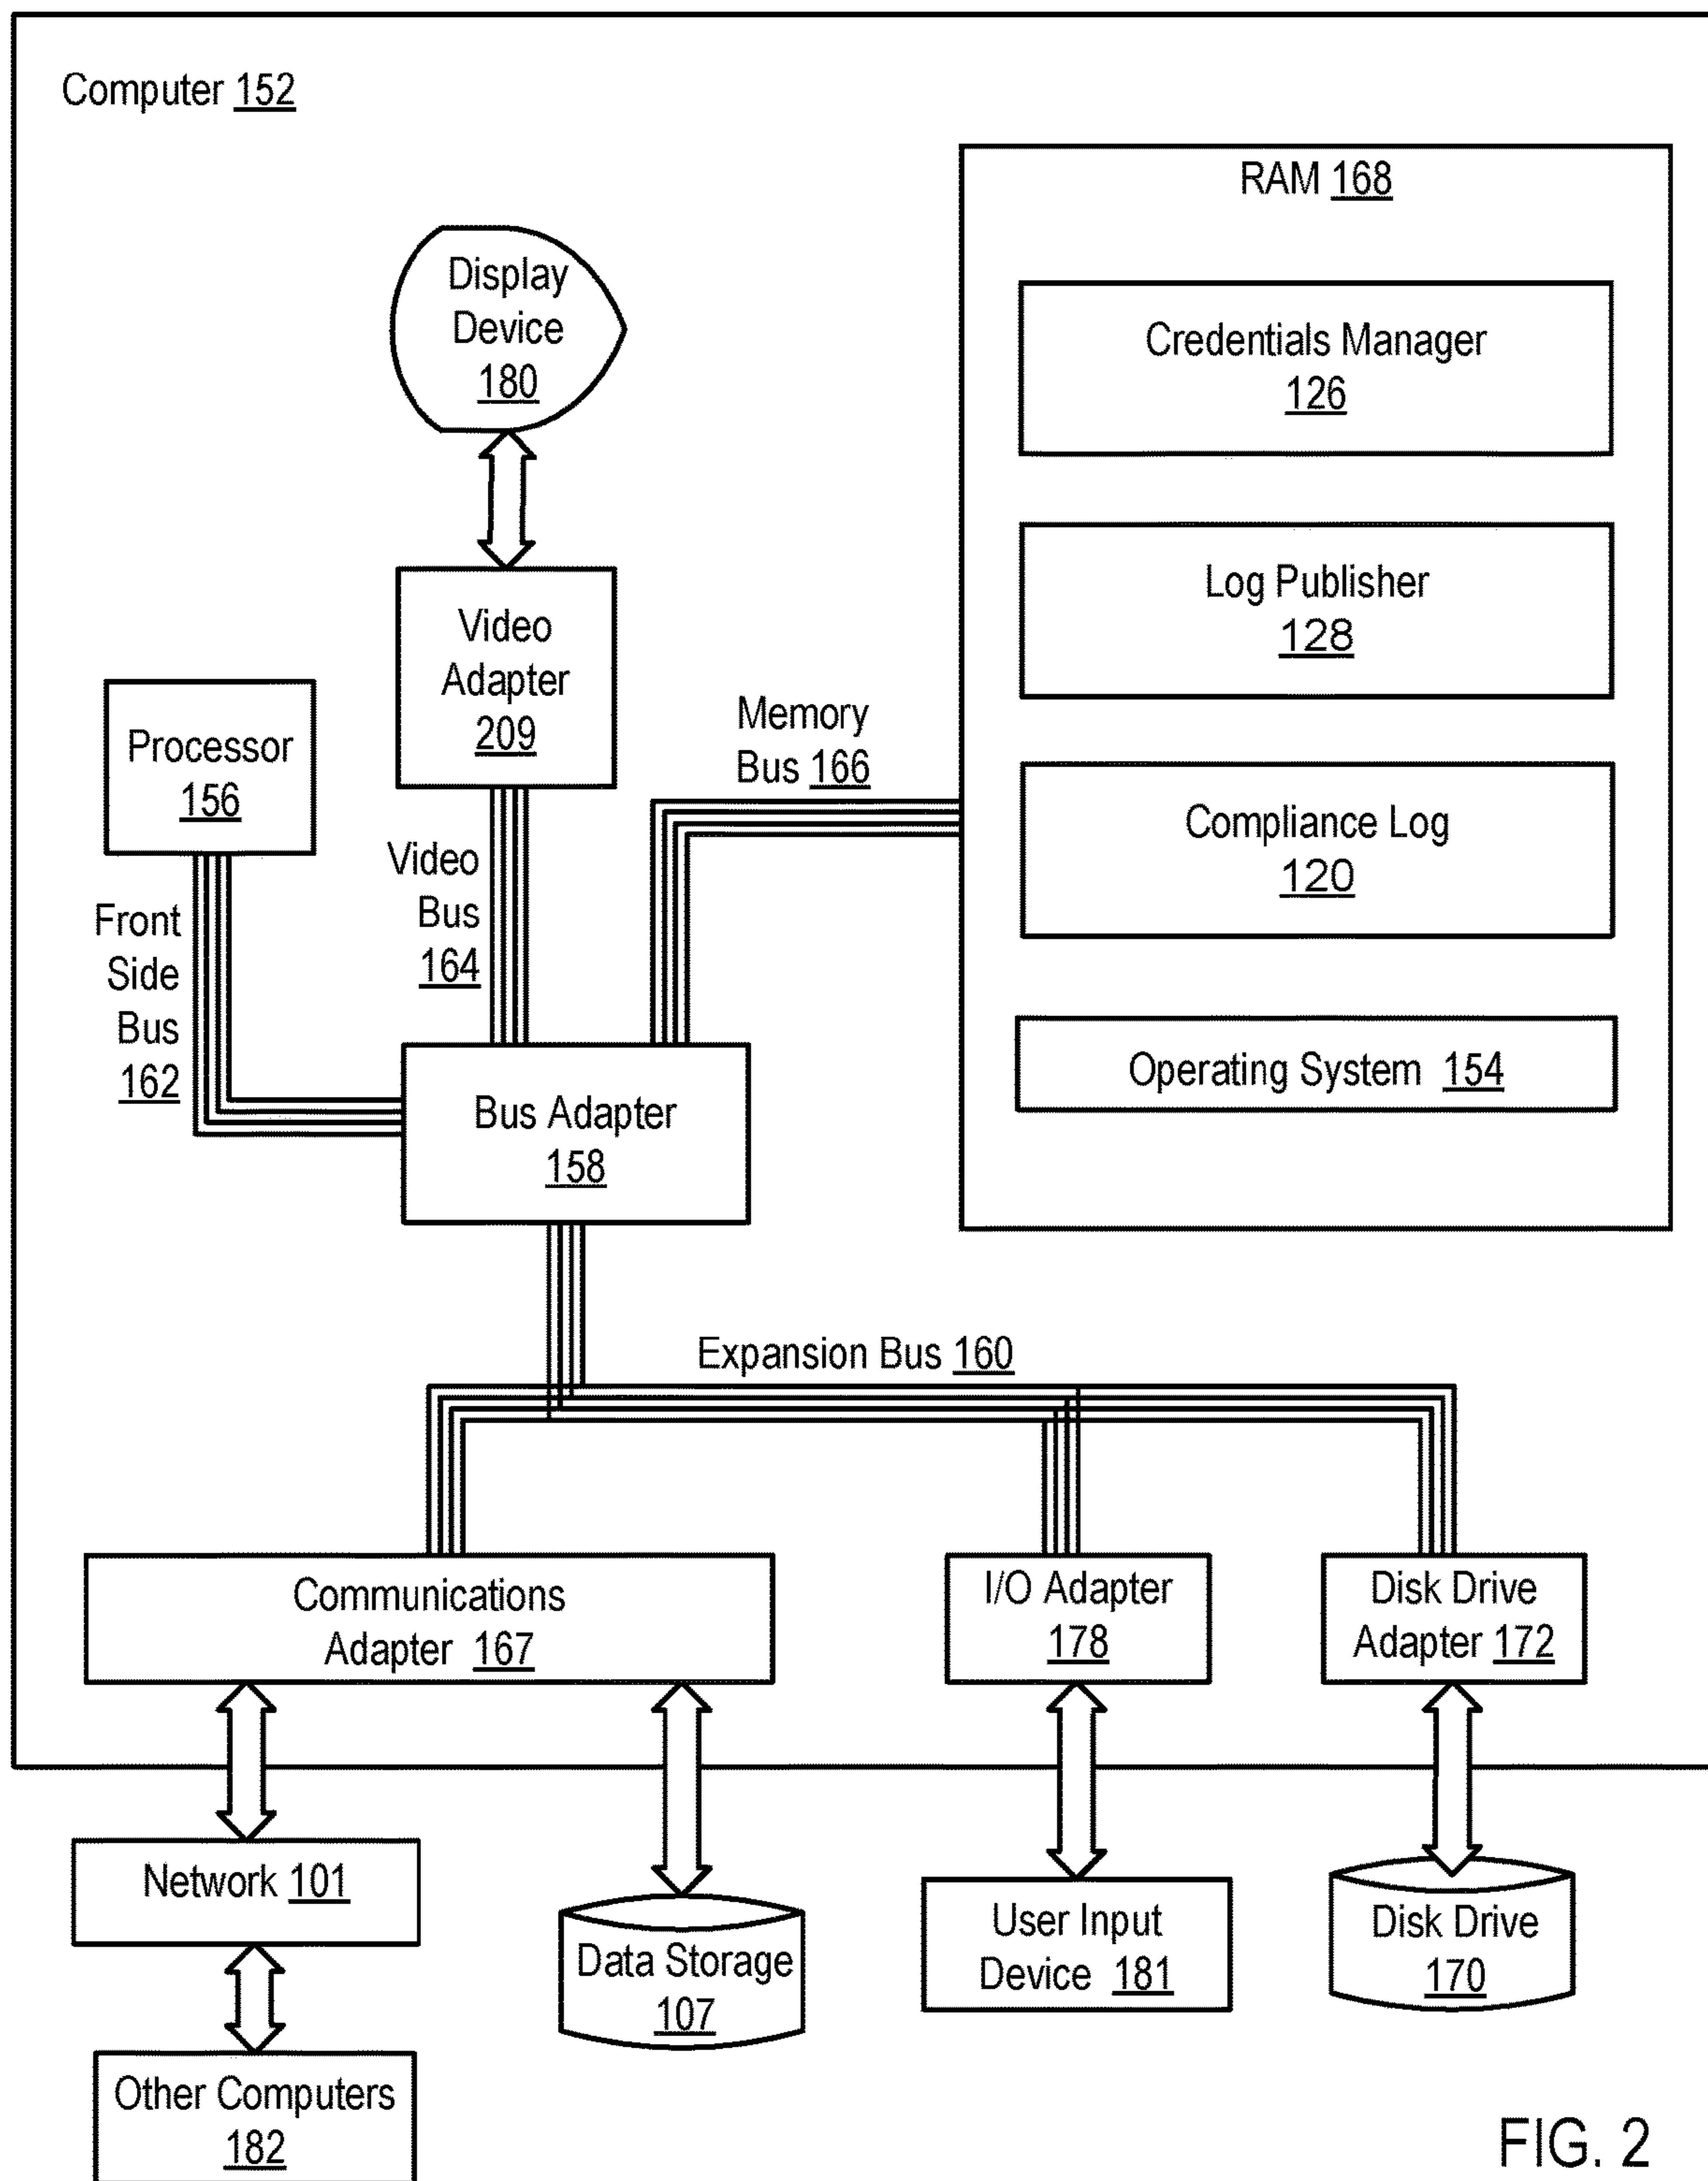 Computer 152
RAM 168
Display
Device
180
Credentials Manager
126
Log Publisher
128
Video
Adapter
209
Memory
Bus 166
Processor
156
Compliance Log
120
Video
Bus
164
Front
Side
Bus
162
Operating System 154
Bus Adapter
158
Expansion Bus 160
Communications
Adapter 167
I/O Adapter
178
Disk Drive
Adapter 172
Network 101
Data Storage
107
User Input
Device 181
Disk Drive
170
Other Computers
182
FIG. 2